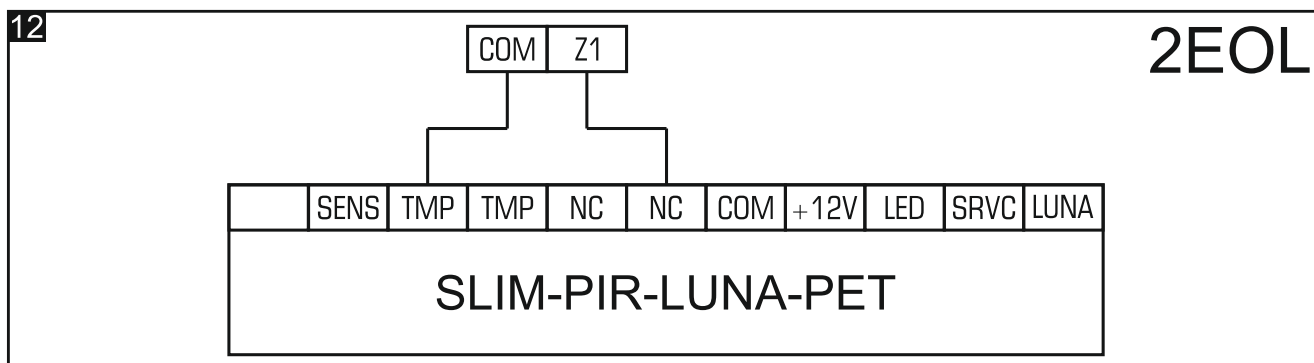 12
2EOL
COM Z1
SENS TMP TMP NC NC COM +12V LED SRVC LUNA
SLIM-PIR-LUNA-PET